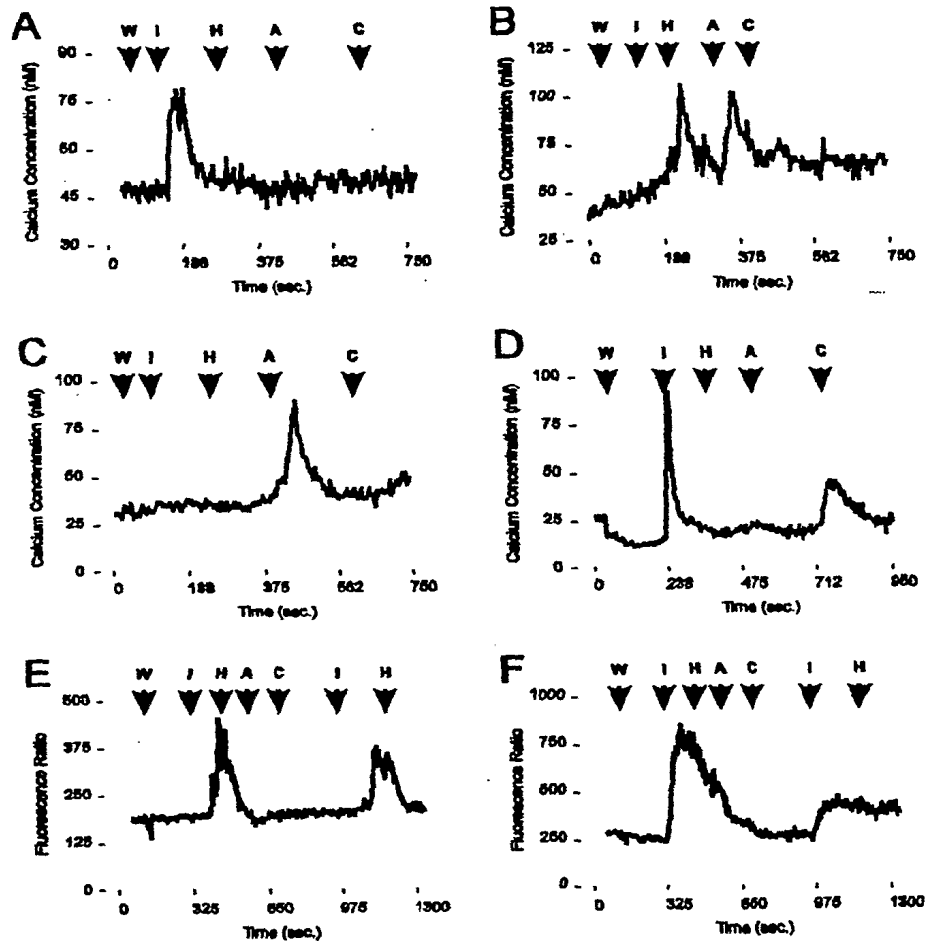 A
W I H A C
Calcium Concentration (nM)
90
75
60
45
30
0 188 375 562 750
Time (sec.)
B
W I H A C
Calcium Concentration (nM)
125
100
75
50
25
0 188 375 562 750
Time (sec.)
C
W I H A C
Calcium Concentration (nM)
100
75
50
25
0
0 188 375 562 750
Time (sec.)
D
W I H A C
Calcium Concentration (nM)
100
75
50
25
0
0 238 475 712 950
Time (sec.)
E
W I H A C I H
Fluorescence Ratio
500
375
250
125
0
0 325 650 975 1300
Time (sec.)
F
W I H A C I H
Fluorescence Ratio
1000
750
500
250
0
0 325 650 975 1300
Time (sec.)